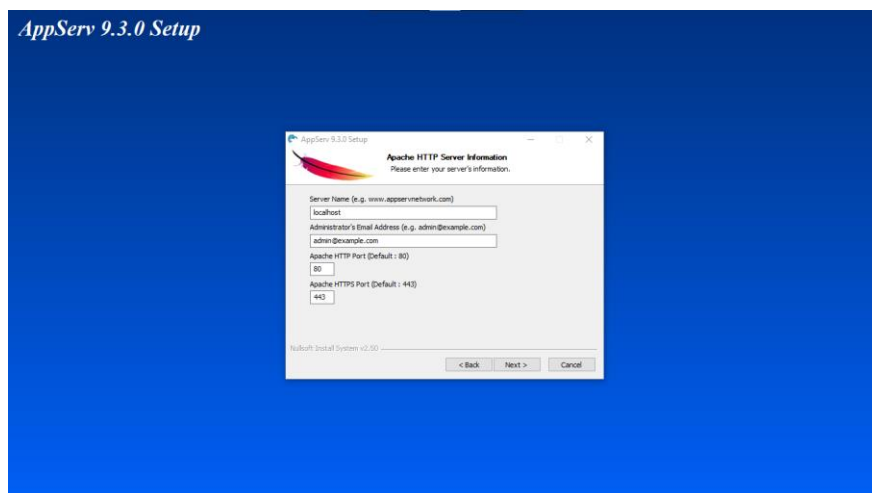 AppServ 9.3.0 Setup
AppServ 9.3.0 Setup
Apache HTTP Server Information
Please enter your server's information.
Server Name (e.g. www.appservnetwork.com)
localhost
Administrator's Email Address (e.g. admin@example.com)
admin@example.com
Apache HTTP Port (Default : 80)
80
Apache HTTPS Port (Default : 443)
443
Nullsoft Install System v2.50
< Back Next > Cancel